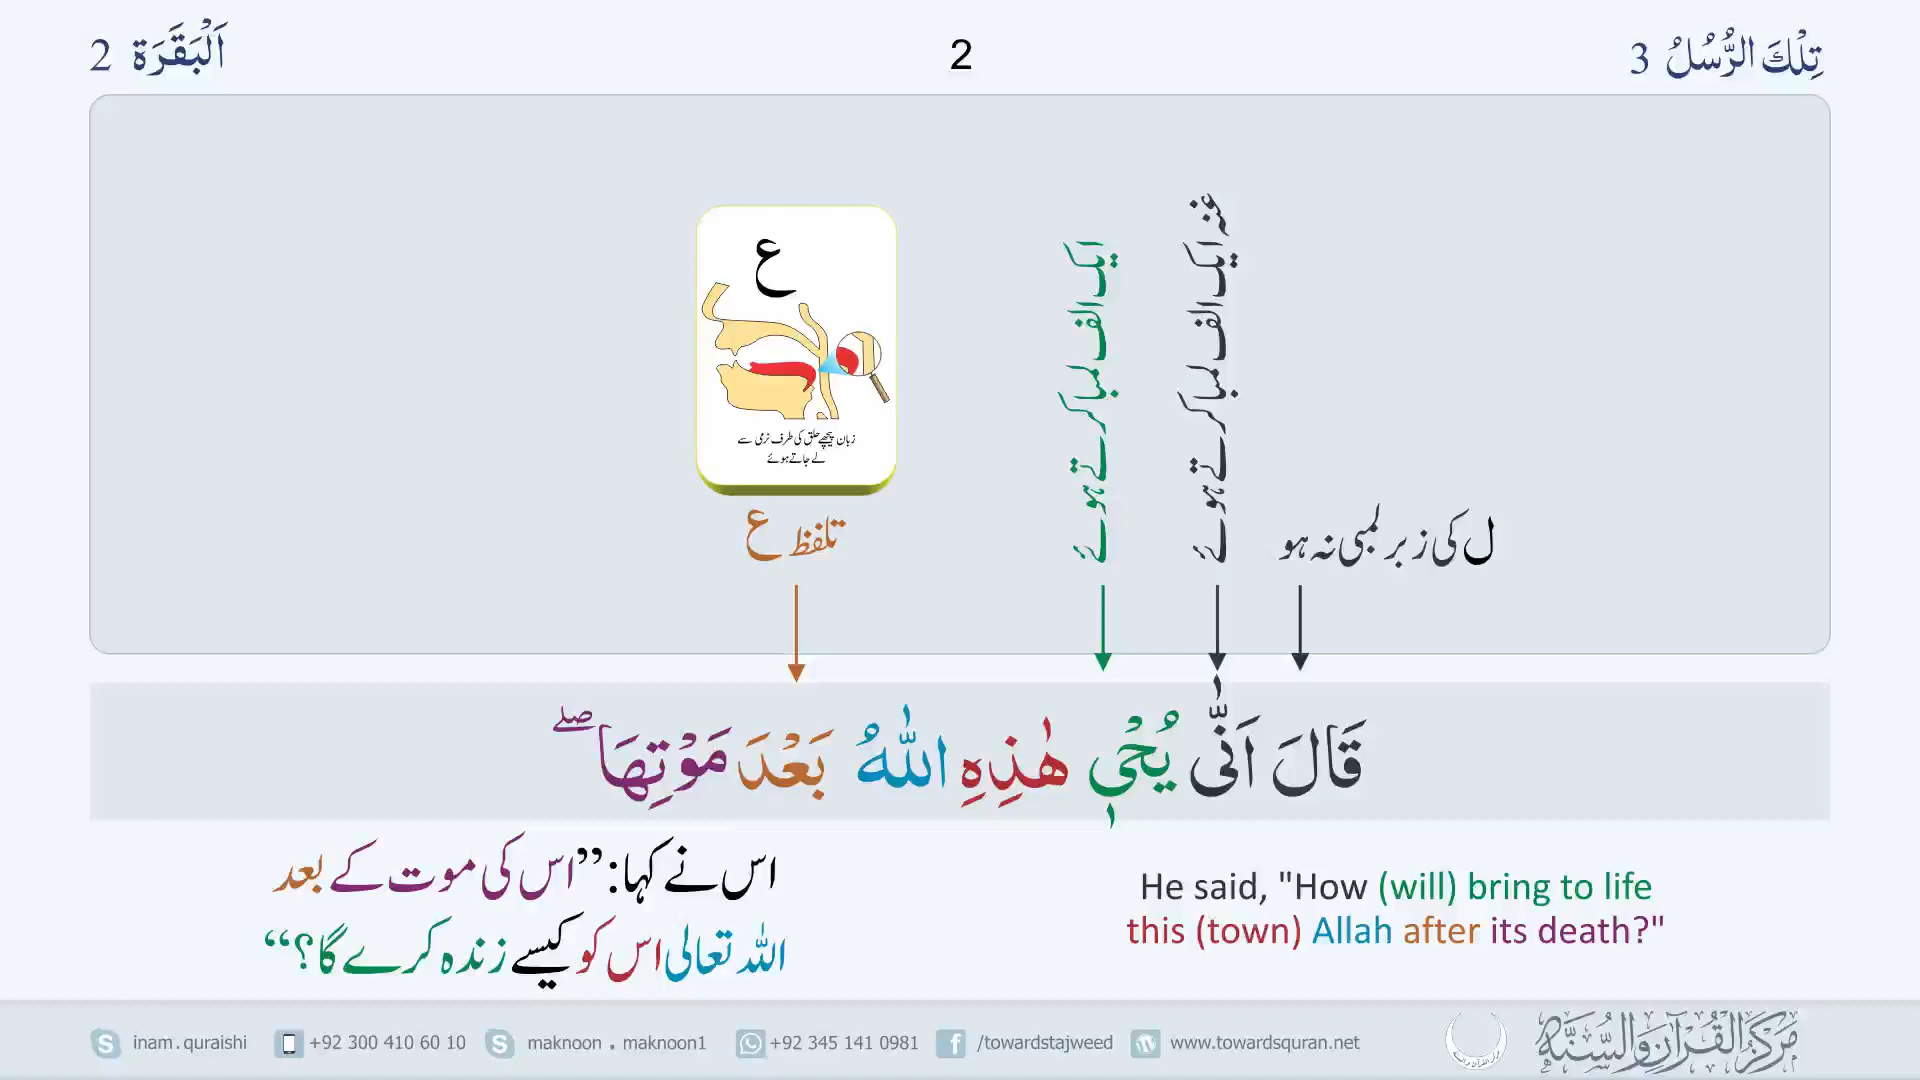 اَلْبَقَرَة 2
2
تِلْكَ الرُّسُلُ 3
ع
زبان پیچھے حلق کی طرف نرمی سے
لے جاتے ہوئے
تلفظ ع
ایک الف لمبا کرتے ہوئے
غنہ ایک الف لمبا کرتے ہوئے
ل کی زبر لمبی نہ ہو
قَالَ اَنّٰى يُحْيٖ هٰذِهِ اللّٰهُ بَعْدَ مَوْتِهَا ۖ
اس نے کہا: ”اس کی موت کے بعد
اللہ تعالٰی اس کو کیسے زندہ کرے گا؟“
He said, "How (will) bring to life
this (town) Allah after its death?"
inam.quraishi
+92 300 410 60 10
maknoon . maknoon1
+92 345 141 0981
/towardstajweed
www.towardsquran.net
مَرْكَزُ الْقُرْآنِ وَالسُّنَّة